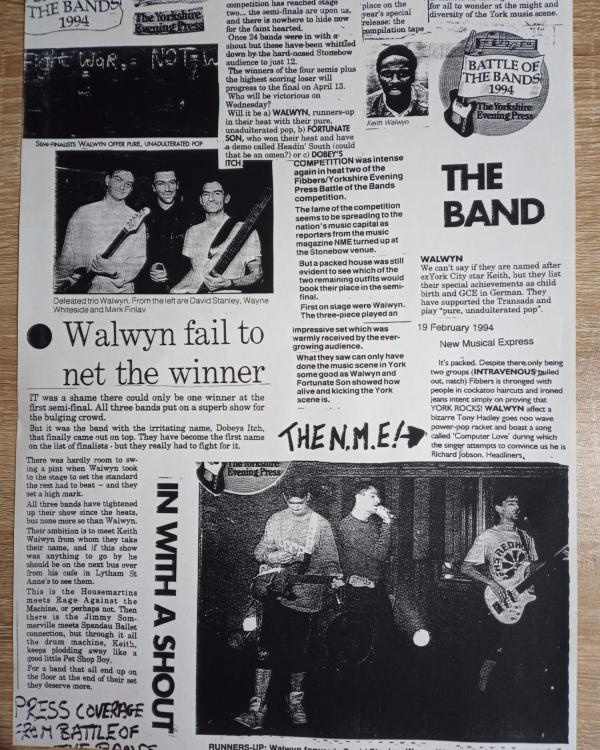 THE BANDS
1994
The Yorkshire
Evening Press
competition has reached stage
two... the semi-finals are upon us,
and there is nowhere to hide now
for the faint hearted.
Once 24 bands were in with a
shout but these have been whittled
down by the hard-nosed Stonebow
audience to just 12.
The winners of the four semis plus
the highest scoring loser will
progress to the final on April 13.
Who will be victorious on
Wednesday?
Will it be a) WALWYN, runners-up
in their heat with their pure,
unadulterated pop, b) FORTUNATE
SON, who won their heat and have
a demo called Headin' South (could
that be an omen?) or c) DOBEY'S
ITCH.
place on the
year's special
release: the
compilation tape
Keith Walwyn
for all to wonder at the might and
diversity of the York music scene.
BATTLE OF
THE BANDS
1994
The Yorkshire
Evening Press
WAR = NOT
SEMI-FINALISTS WALWYN OFFER PURE, UNADULTERATED POP
Defeated trio Walwyn. From the left are David Stanley, Wayne
Whiteside and Mark Finlay
Walwyn fail to
net the winner
IT was a shame there could only be one winner at the
first semi-final. All three bands put on a superb show for
the bulging crowd.
But it was the band with the irritating name, Dobeys Itch,
that finally came out on top. They have become the first name
on the list of finalists - but they really had to fight for it.
There was hardly room to sw-
ing a pint when Walwyn took
to the stage to set the standard
the rest had to beat – and they
set a high mark.
All three bands have tightened
up their show since the heats,
but none more so than Walwyn.
Their ambition is to meet Keith
Walwyn from whom they take
their name, and if this show
was anything to go by he
should be on the next bus over
from his cafe in Lytham St
Anne's to see them.
This is the Housemartins
meets Rage Against the
Machine, or perhaps not. Then
there is the Jimmy Som-
merville meets Spandau Ballet
connection, but through it all
the drum machine, Keith,
keeps plodding away like a
good little Pet Shop Boy.
For a band that all end up on
the floor at the end of their set
they deserve more.
IN WITH A SHOUT
COMPETITION was intense
again in heat two of the
Fibbers/Yorkshire Evening
Press Battle of the Bands
competition.
The fame of the competition
seems to be spreading to the
nation's music capital as
reporters from the music
magazine NME turned up at
the Stonebow venue.
But a packed house was still
evident to see which of the
two remaining outfits would
book their place in the semi-
final.
First on stage were Walwyn.
The three-piece played an
impressive set which was
warmly received by the ever-
growing audience.
What they saw can only have
done the music scene in York
some good as Walwyn and
Fortunate Son showed how
alive and kicking the York
scene is.
THE
BAND
WALWYN
We can't say if they are named after
exYork City star Keith, but they list
their special achievements as child
birth and GCE in German. They
have supported the Transads and
play "pure, unadulterated pop".
19 February 1994
New Musical Express
It's packed. Despite there only being
two groups (INTRAVENOUS pulled
out, natch) Fibbers is thronged with
people in cockatoo haircuts and ironed
jeans intent simply on proving that
YORK ROCKS! WALWYN affect a
bizarre Tony Hadley goes noo wave
power-pop racket and boast a song
called 'Computer Love' during which
the singer attempts to convince us he is
Richard Jobson. Headliners,
THE N.M.E!
The Yorkshire
Evening Press
PRESS COVERAGE
FROM BATTLE OF
THE BANDS
RUNNERS-UP: Walwyn